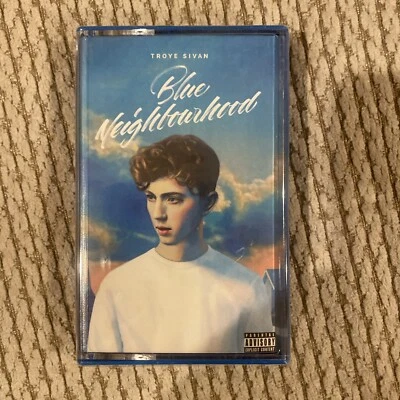 TROYE SIVAN
Blue
Neighbourhood
PARENTAL
ADVISORY
EXPLICIT CONTENT